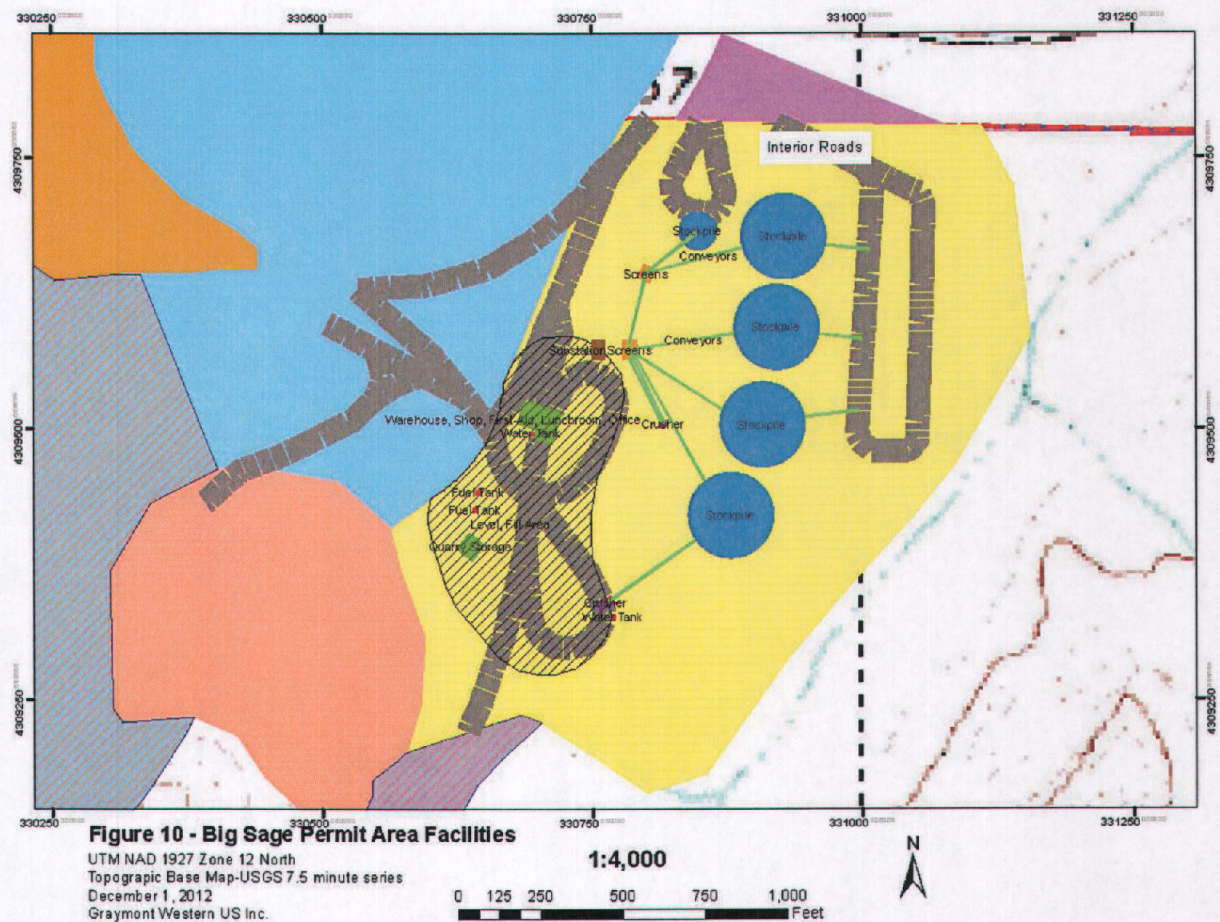 330250 330500 330750 331000 331250
4309750 4309750
Interior Roads
Stockpile
Stockpile
Conveyors
Screens
Stockpile
Conveyors
Substation Screens
Warehouse, Shop, First-Aid, Lunchroom, Office
Water Tank
Crusher
Stockpile
4309500 4309500
Fuel Tank
Fuel Tank
Level, Fill Area
Stockpile
Quarry Storage
Crusher
Water Tank
4309250 4309250
330250 330500 330750 331000 331250
Figure 10 - Big Sage Permit Area Facilities
UTM NAD 1927 Zone 12 North
Topograpic Base Map-USGS 7.5 minute series
December 1, 2012
Graymont Western US Inc.
1:4,000
0 125 250 500 750 1,000
Feet
N